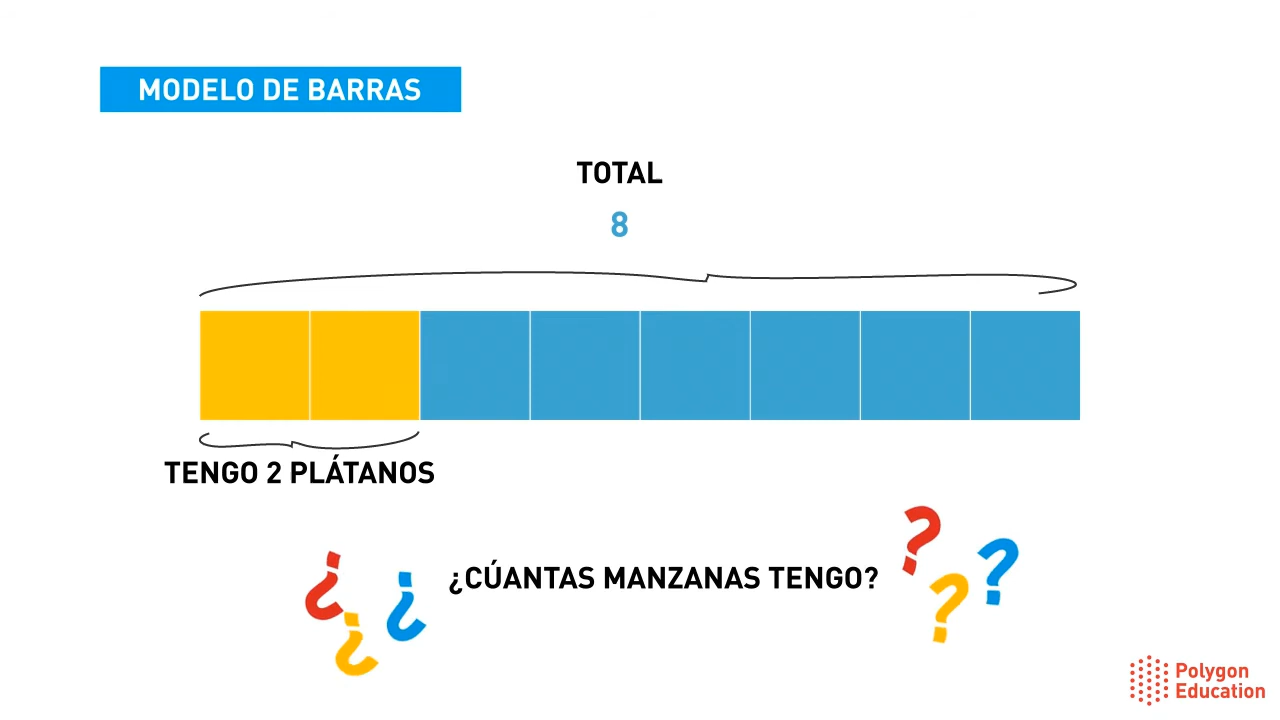 MODELO DE BARRAS
TOTAL
8
TENGO 2 PLÁTANOS
¿CÚANTAS MANZANAS TENGO?
¿ ¿ ¿ ? ? ?
Polygon
Education